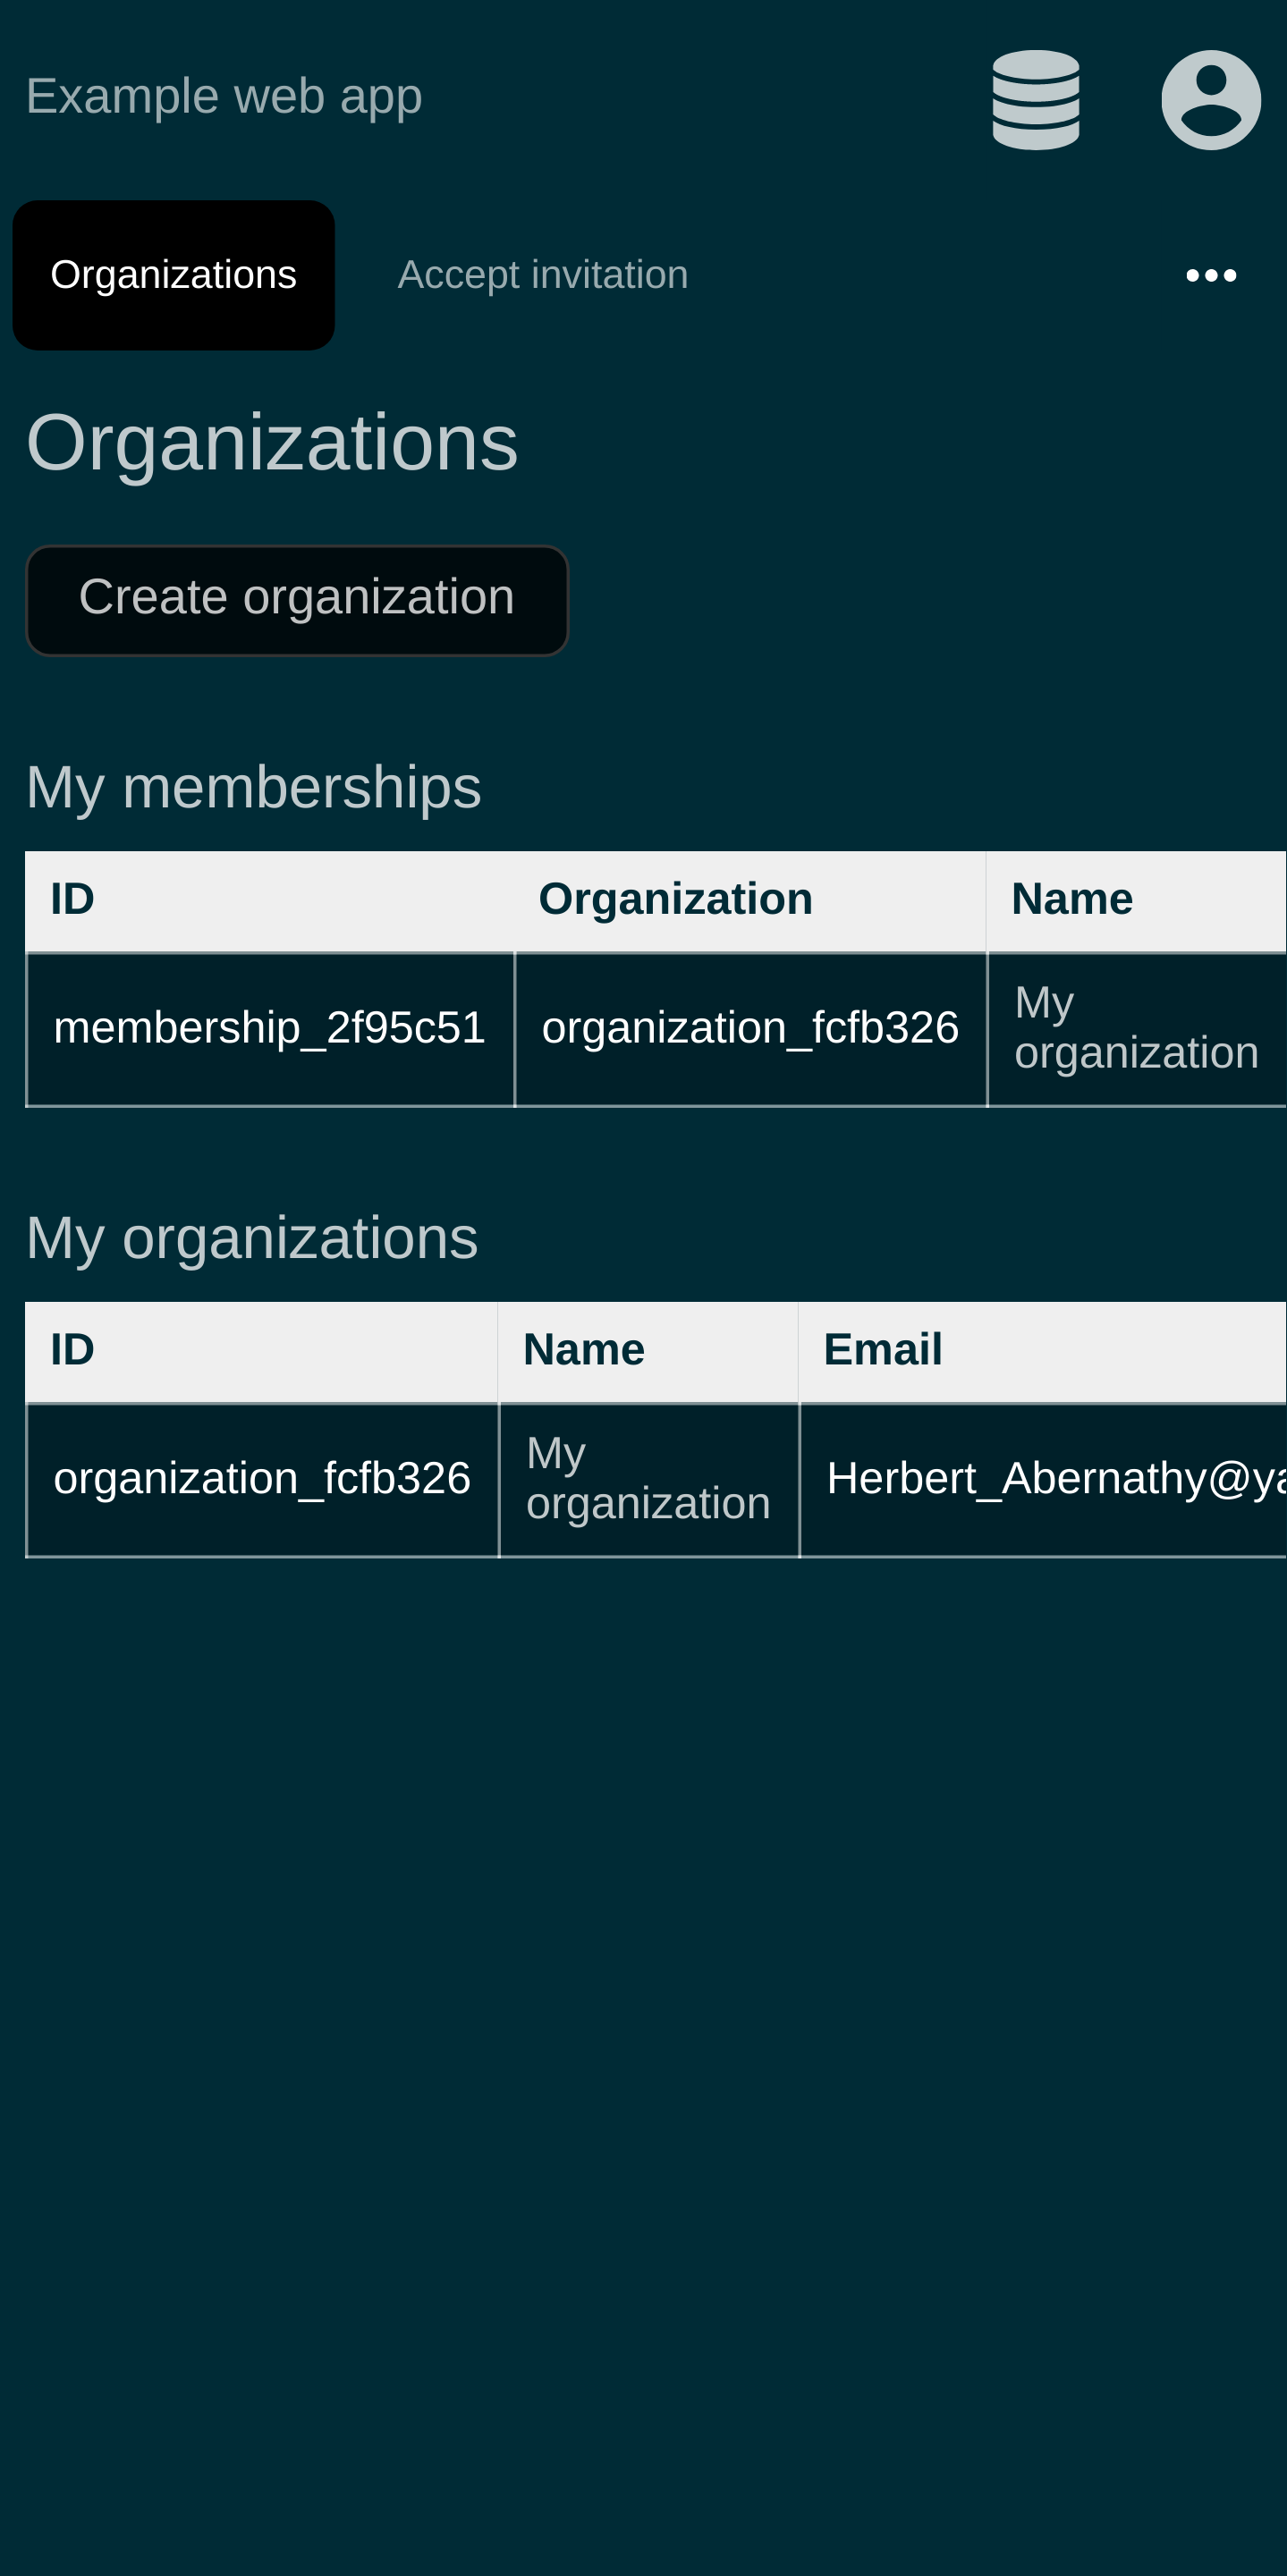 Example web app
Organizations Accept invitation
Organizations
Create organization
My memberships
ID Organization Name
membership_2f95c51 organization_fcfb326 My organization
My organizations
ID Name Email
organization_fcfb326 My organization Herbert_Abernathy@ya